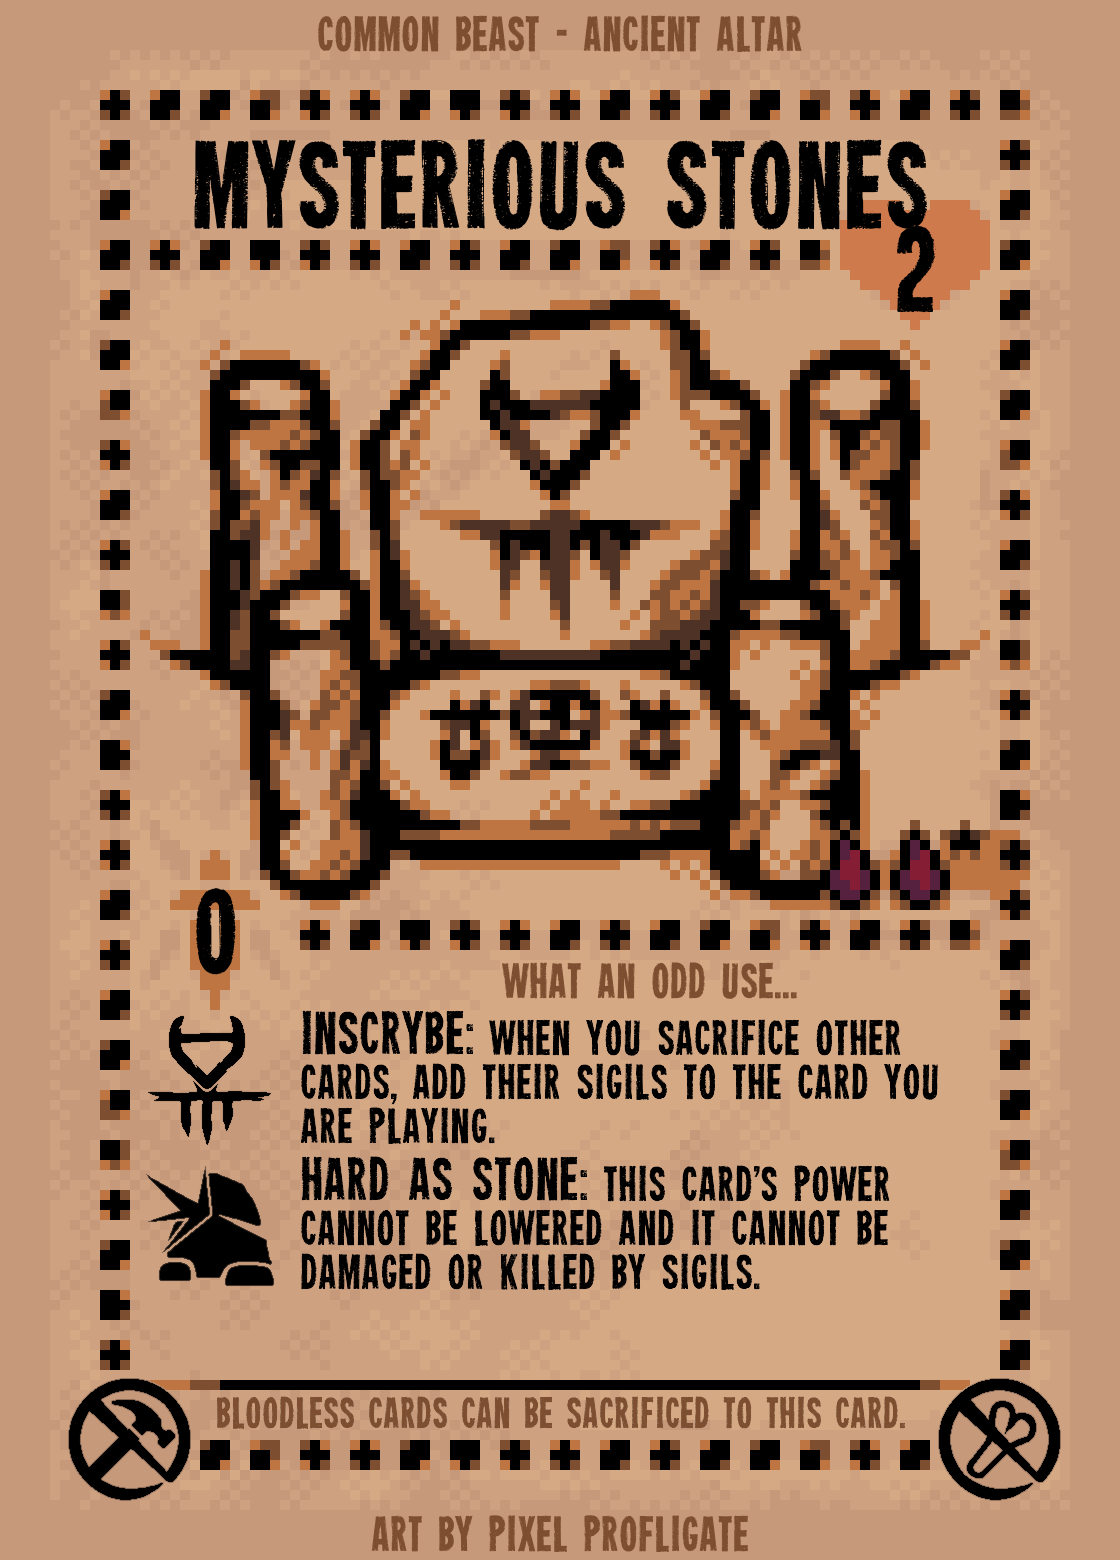 COMMON BEAST - ANCIENT ALTAR
MYSTERIOUS STONES
2
0
WHAT AN ODD USE...
INSCRYBE: WHEN YOU SACRIFICE OTHER
CARDS, ADD THEIR SIGILS TO THE CARD YOU
ARE PLAYING.
HARD AS STONE: THIS CARD'S POWER
CANNOT BE LOWERED AND IT CANNOT BE
DAMAGED OR KILLED BY SIGILS.
BLOODLESS CARDS CAN BE SACRIFICED TO THIS CARD.
ART BY PIXEL PROFLIGATE